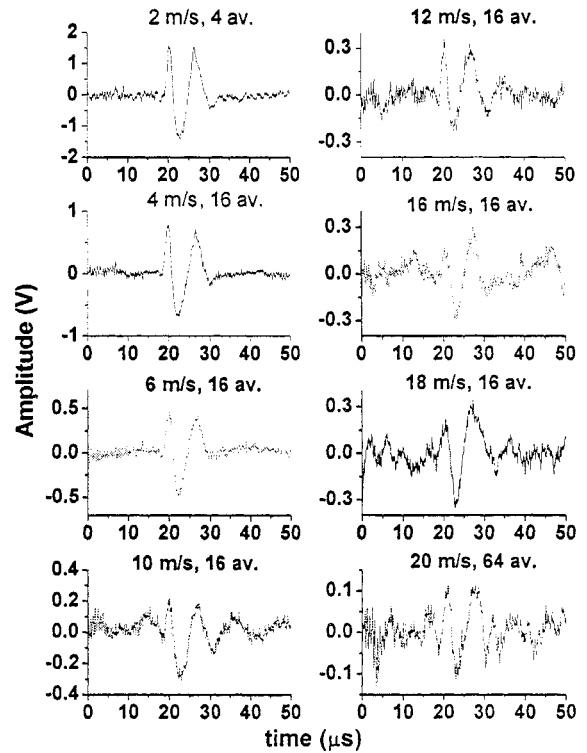 2 m/s, 4 av.
2
1
0
-1
-2
0 10 20 30 40 50
12 m/s, 16 av.
0.3
0.0
-0.3
0 10 20 30 40 50
4 m/s, 16 av.
1
0
-1
0 10 20 30 40 50
16 m/s, 16 av.
0.3
0.0
-0.3
0 10 20 30 40 50
Amplitude (V)
6 m/s, 16 av.
0.5
0.0
-0.5
0 10 20 30 40 50
18 m/s, 16 av.
0.3
0.0
-0.3
0 10 20 30 40 50
10 m/s, 16 av.
0.4
0.2
0.0
-0.2
-0.4
0 10 20 30 40 50
20 m/s, 64 av.
0.1
0.0
-0.1
0 10 20 30 40 50
time (μs)